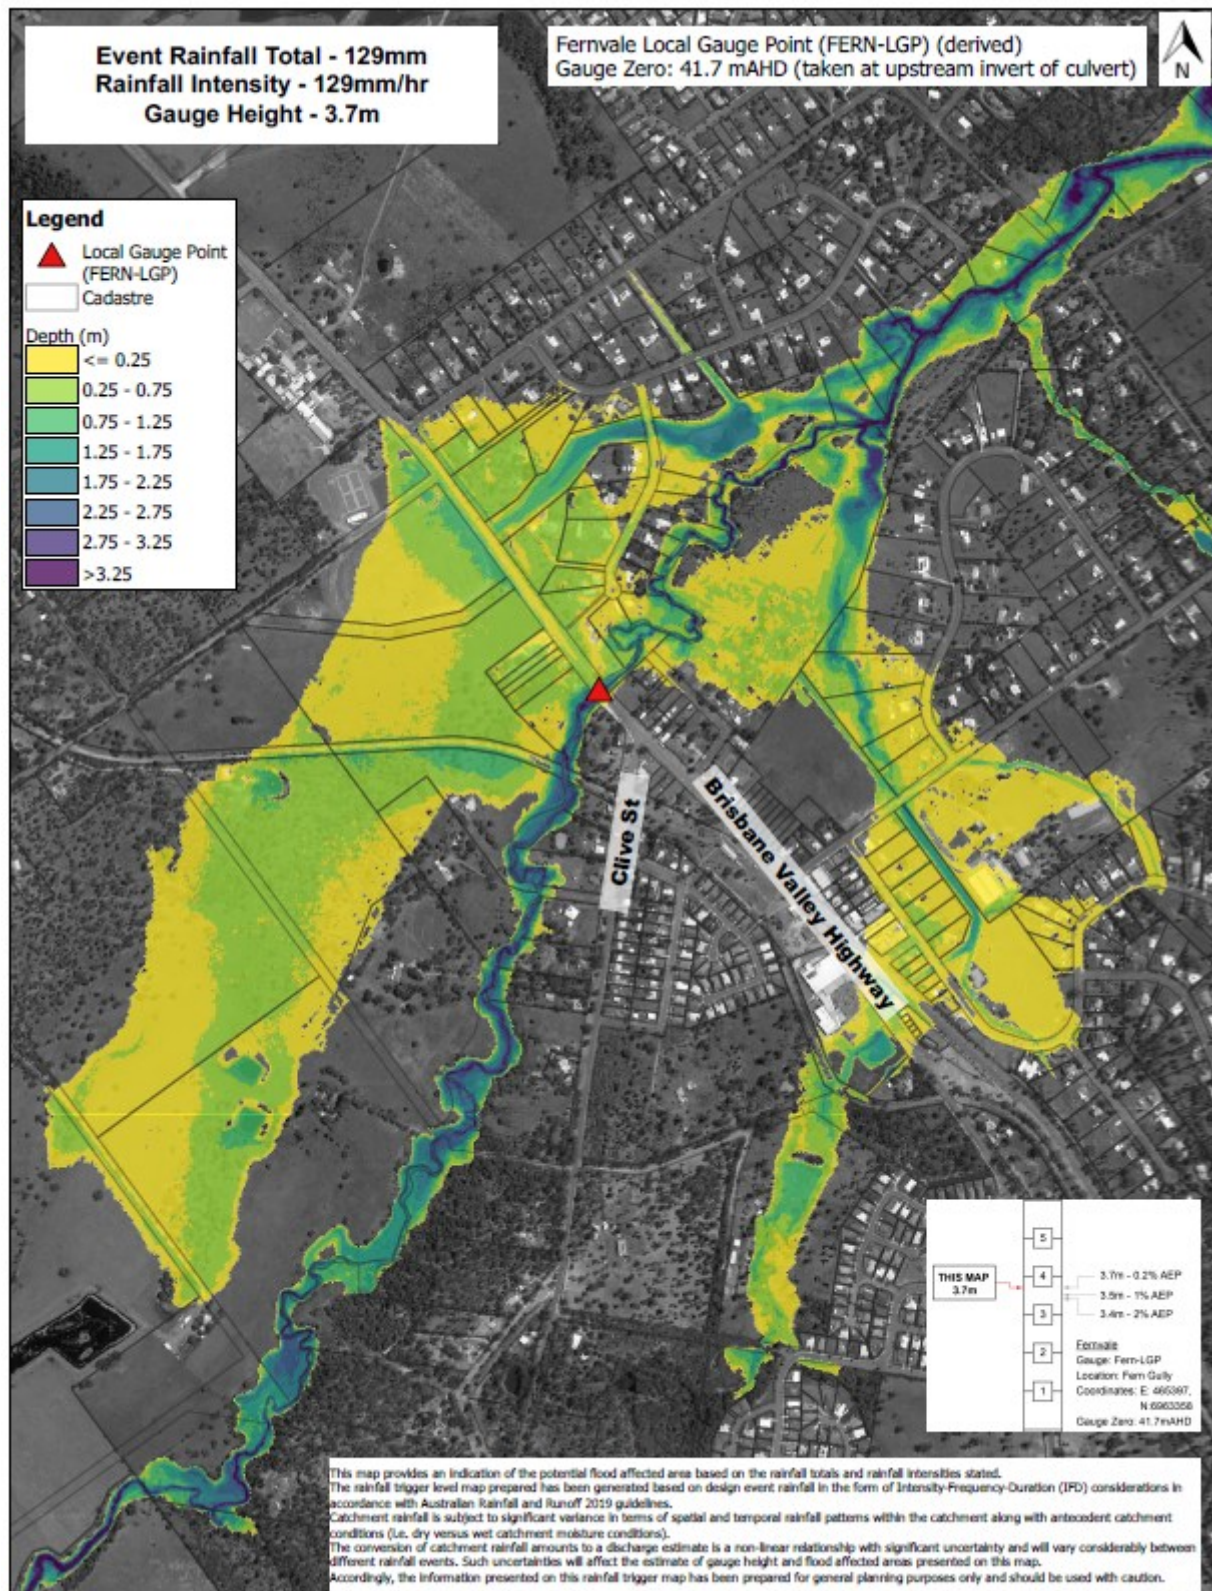 Event Rainfall Total - 129mm
Rainfall Intensity - 129mm/hr
Gauge Height - 3.7m
Fernvale Local Gauge Point (FERN-LGP) (derived)
Gauge Zero: 41.7 mAHD (taken at upstream invert of culvert)
N
Legend
Local Gauge Point
(FERN-LGP)
Cadastre
Depth (m)
<= 0.25
0.25 - 0.75
0.75 - 1.25
1.25 - 1.75
1.75 - 2.25
2.25 - 2.75
2.75 - 3.25
>3.25
Clive St
Brisbane Valley Highway
5
4
3
2
1
THIS MAP
3.7m
3.7m - 0.2% AEP
3.5m - 1% AEP
3.4m - 2% AEP
Fernvale
Gauge: Fern-LGP
Location: Fern Gully
Coordinates: E: 465397,
N:6963358
Gauge Zero: 41.7mAHD
This map provides an indication of the potential flood affected area based on the rainfall totals and rainfall intensities stated.
The rainfall trigger level map prepared has been generated based on design event rainfall in the form of Intensity-Frequency-Duration (IFD) considerations in
accordance with Australian Rainfall and Runoff 2019 guidelines.
Catchment rainfall is subject to significant variance in terms of spatial and temporal rainfall patterns within the catchment along with antecedent catchment
conditions (i.e. dry versus wet catchment moisture conditions).
The conversion of catchment rainfall amounts to a discharge estimate is a non-linear relationship with significant uncertainty and will vary considerably between
different rainfall events. Such uncertainties will affect the estimate of gauge height and flood affected areas presented on this map.
Accordingly, the information presented on this rainfall trigger map has been prepared for general planning purposes only and should be used with caution.